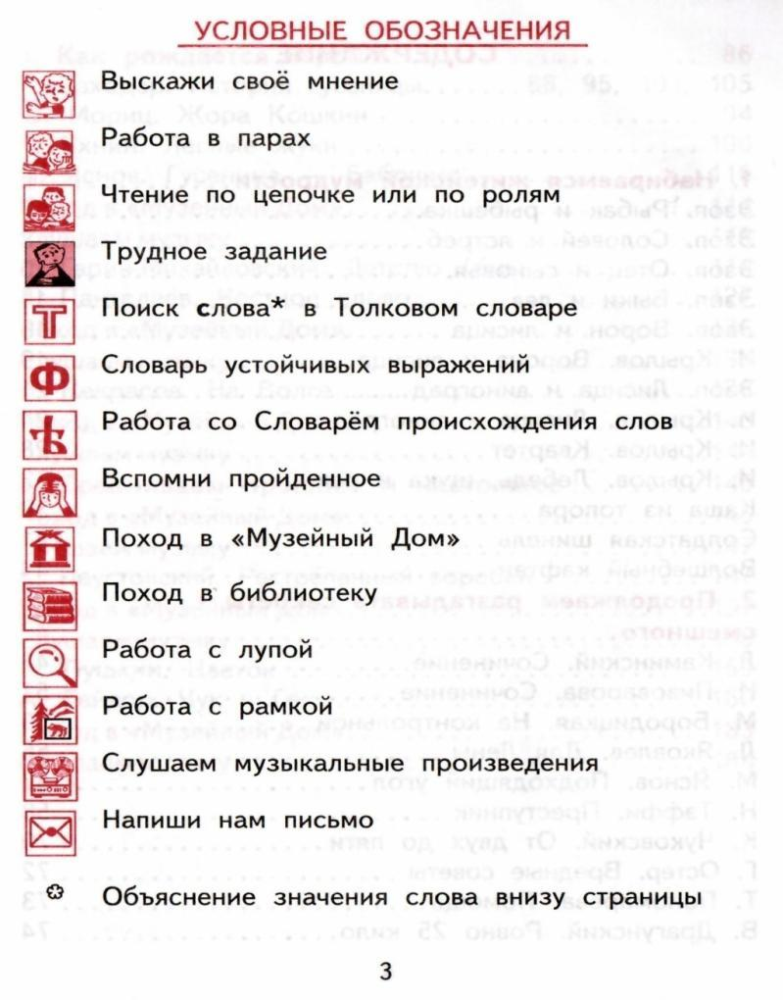 УСЛОВНЫЕ ОБОЗНАЧЕНИЯ
Выскажи своё мнение
Работа в парах
Чтение по цепочке или по ролям
Трудное задание
Т Поиск слова* в Толковом словаре
Ф Словарь устойчивых выражений
Ѣ Работа со Словарём происхождения слов
Вспомни пройденное
Поход в «Музейный Дом»
Поход в библиотеку
Работа с лупой
Работа с рамкой
Слушаем музыкальные произведения
Напиши нам письмо
* Объяснение значения слова внизу страницы
3